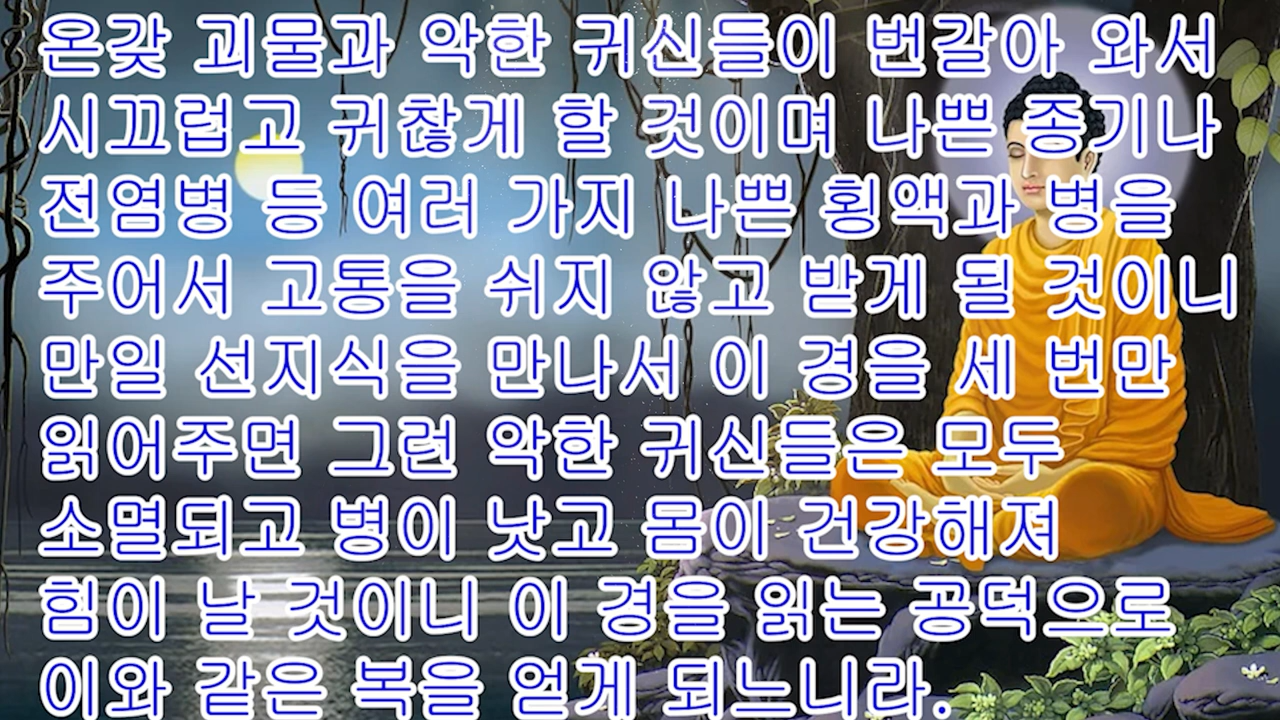 온갖 괴물과 악한 귀신들이 번갈아 와서
시끄럽고 귀찮게 할 것이며 나쁜 종기나
전염병 등 여러 가지 나쁜 횡액과 병을
주어서 고통을 쉬지 않고 받게 될 것이니
만일 선지식을 만나서 이 경을 세 번만
읽어주면 그런 악한 귀신들은 모두
소멸되고 병이 낫고 몸이 건강해져
힘이 날 것이니 이 경을 읽는 공덕으로
이와 같은 복을 얻게 되느니라.